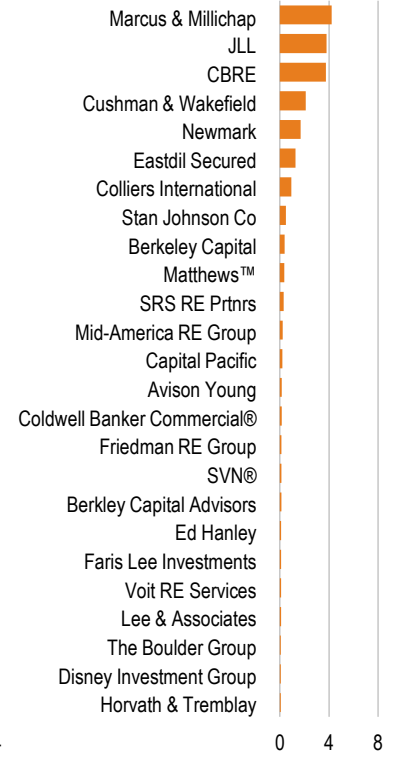 Marcus & Millichap
JLL
CBRE
Cushman & Wakefield
Newmark
Eastdil Secured
Colliers International
Stan Johnson Co
Berkeley Capital
Matthews™
SRS RE Prtnrs
Mid-America RE Group
Capital Pacific
Avison Young
Coldwell Banker Commercial®
Friedman RE Group
SVN®
Berkley Capital Advisors
Ed Hanley
Faris Lee Investments
Voit RE Services
Lee & Associates
The Boulder Group
Disney Investment Group
Horvath & Tremblay
0 4 8